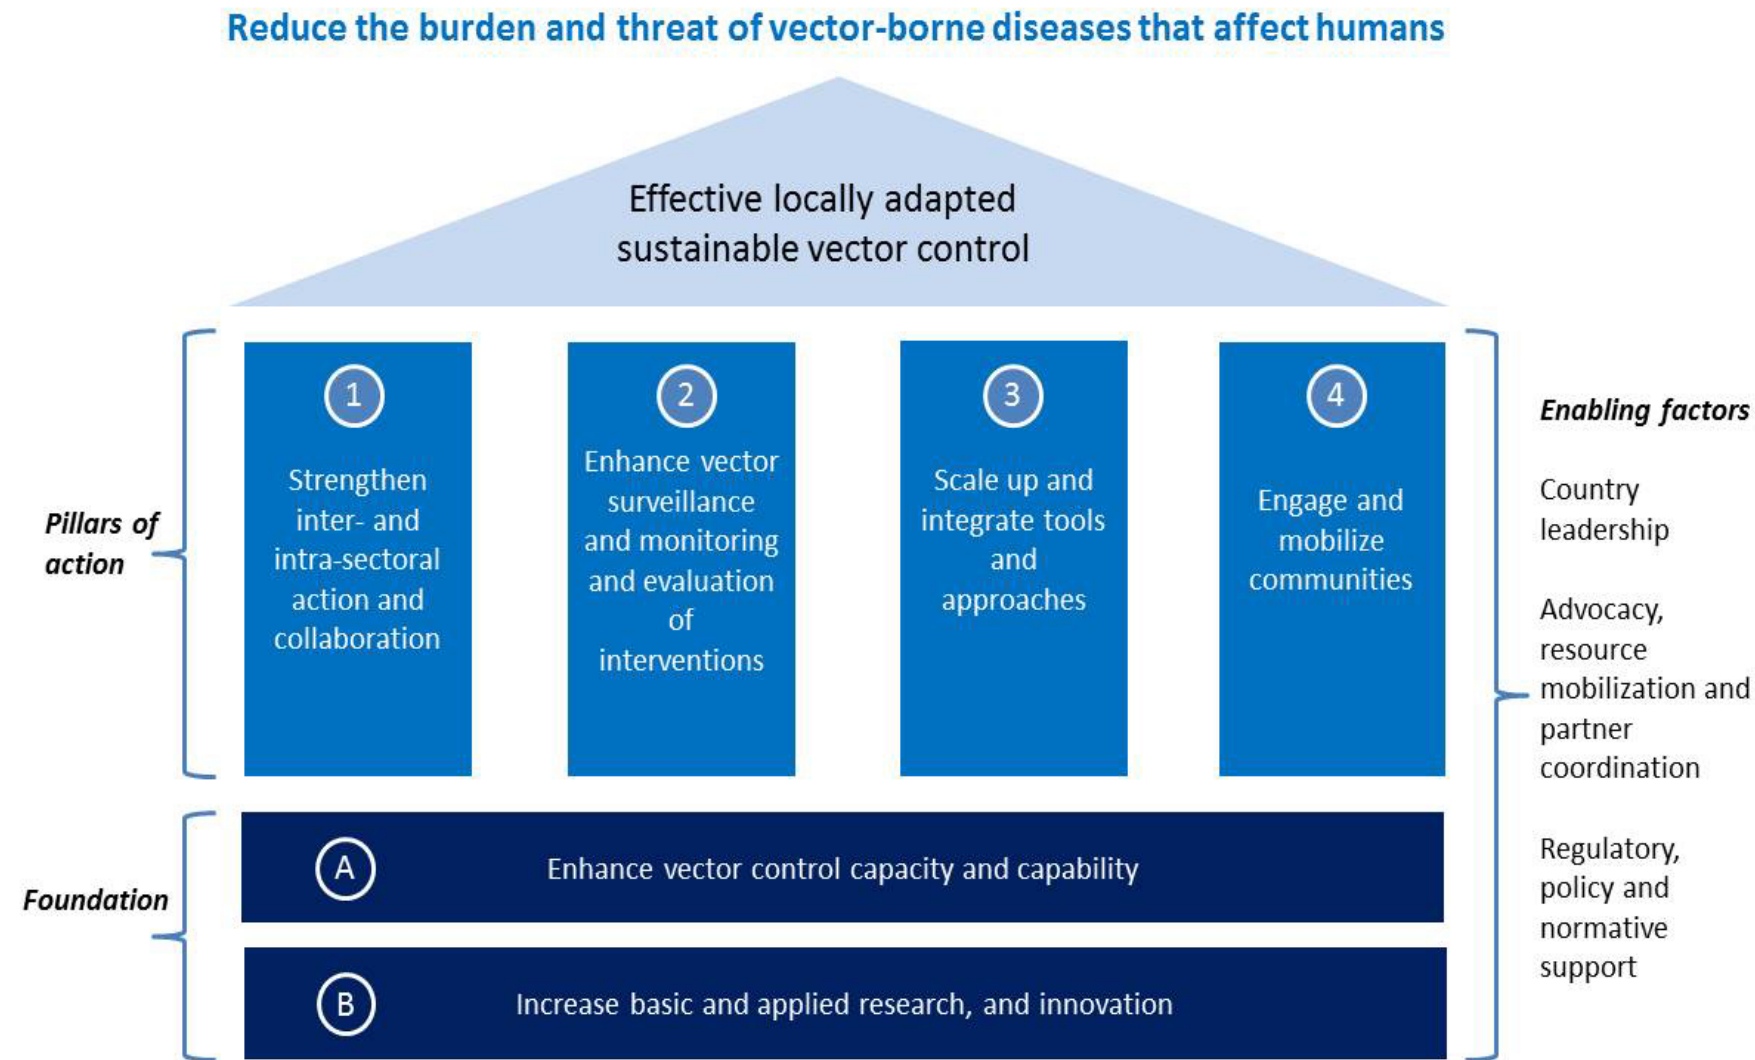 Reduce the burden and threat of vector-borne diseases that affect humans
Effective locally adapted
sustainable vector control
Pillars of
action
1
Strengthen
inter- and
intra-sectoral
action and
collaboration
2
Enhance vector
surveillance
and monitoring
and evaluation
of
interventions
3
Scale up and
integrate tools
and
approaches
4
Engage and
mobilize
communities
Enabling factors
Country
leadership
Advocacy,
resource
mobilization and
partner
coordination
Regulatory,
policy and
normative
support
Foundation
A
Enhance vector control capacity and capability
B
Increase basic and applied research, and innovation